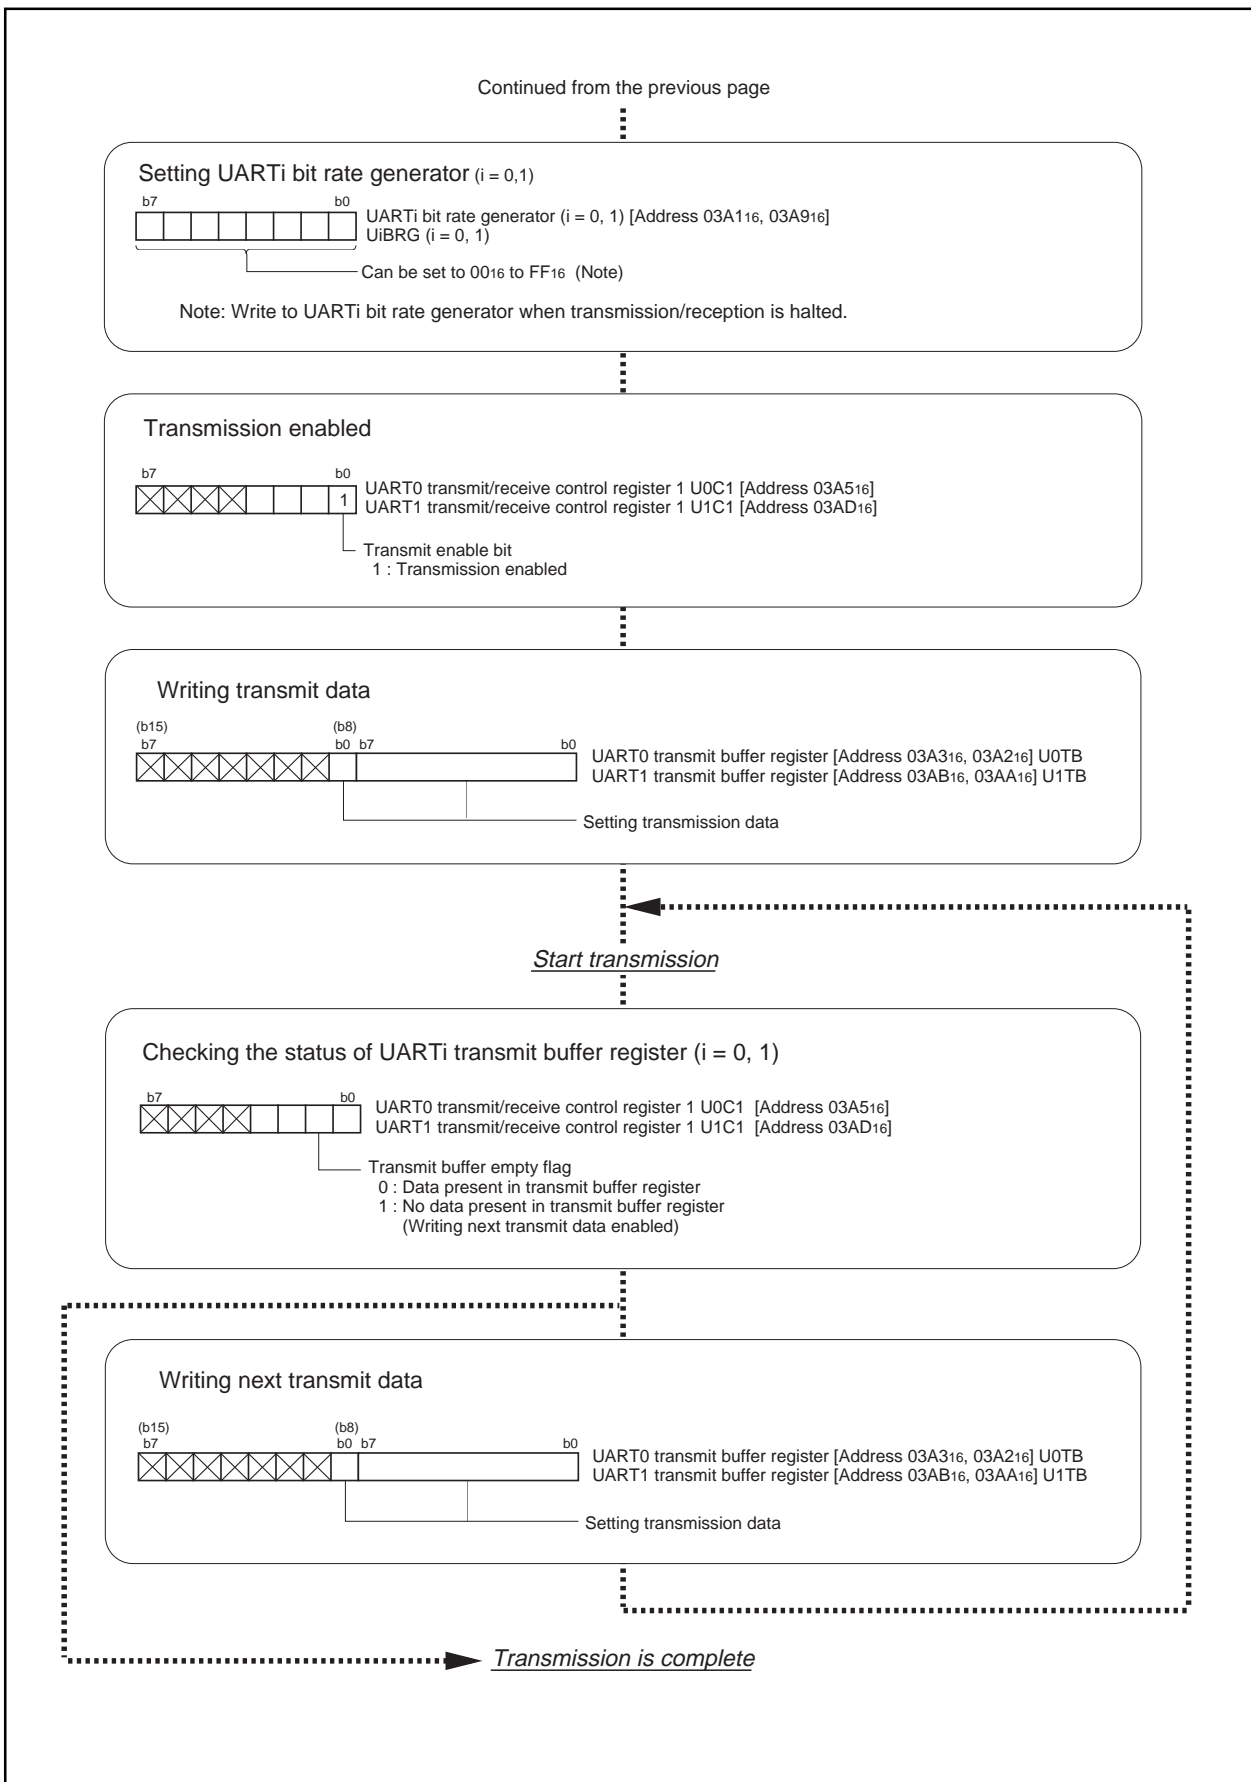 Continued from the previous page
Setting UARTi bit rate generator (i = 0,1)
b7 b0
UARTi bit rate generator (i = 0, 1) [Address 03A116, 03A916]
UiBRG (i = 0, 1)
Can be set to 0016 to FF16 (Note)
Note: Write to UARTi bit rate generator when transmission/reception is halted.
Transmission enabled
b7 b0
1
UART0 transmit/receive control register 1 U0C1 [Address 03A516]
UART1 transmit/receive control register 1 U1C1 [Address 03AD16]
Transmit enable bit
1 : Transmission enabled
Writing transmit data
(b15) (b8)
b7 b0 b7 b0
UART0 transmit buffer register [Address 03A316, 03A216] U0TB
UART1 transmit buffer register [Address 03AB16, 03AA16] U1TB
Setting transmission data
Start transmission
Checking the status of UARTi transmit buffer register (i = 0, 1)
b7 b0
UART0 transmit/receive control register 1 U0C1 [Address 03A516]
UART1 transmit/receive control register 1 U1C1 [Address 03AD16]
Transmit buffer empty flag
0 : Data present in transmit buffer register
1 : No data present in transmit buffer register
(Writing next transmit data enabled)
Writing next transmit data
(b15) (b8)
b7 b0 b7 b0
UART0 transmit buffer register [Address 03A316, 03A216] U0TB
UART1 transmit buffer register [Address 03AB16, 03AA16] U1TB
Setting transmission data
Transmission is complete